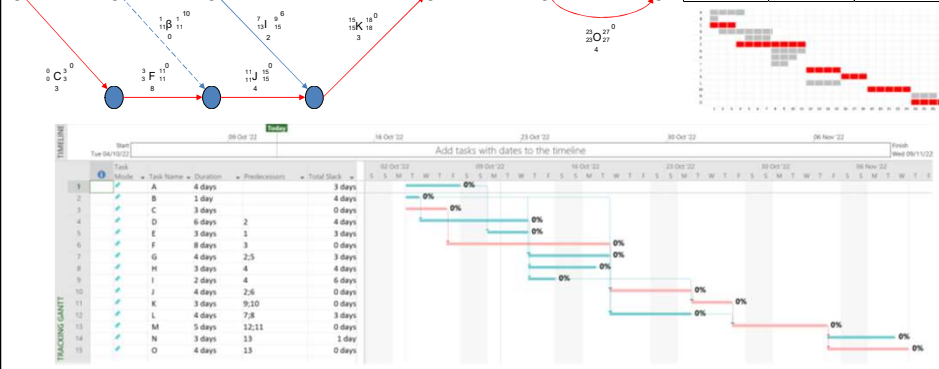 1 β 1 10
11 11
0
7 I 9 6
13 15
2
15 K 18 0
15 18
3
23 O 27 0
23 27
4
0 C 3 0
0 3
3
3 F 11 0
3 11
8
11 J 15 0
11 15
4
TIMELINE
Today
09 Oct '22 16 Oct '22 23 Oct '22 30 Oct '22 06 Nov '22
Start
Tue 04/10/22
Add tasks with dates to the timeline
Finish
Wed 09/11/22
TRACKING GANTT
Task Mode Task Name Duration Predecessors Total Slack
02 Oct '22 09 Oct '22 16 Oct '22 23 Oct '22 30 Oct '22 06 Nov '22
1 A 4 days 3 days 0%
2 B 1 day 4 days 0%
3 C 3 days 0 days 0%
4 D 6 days 2 4 days 0%
5 E 3 days 1 3 days 0%
6 F 8 days 3 0 days 0%
7 G 4 days 2;5 3 days 0%
8 H 3 days 4 4 days 0%
9 I 2 days 4 6 days 0%
10 J 4 days 2;6 0 days 0%
11 K 3 days 9;10 0 days 0%
12 L 4 days 7;8 3 days 0%
13 M 5 days 12;11 0 days 0%
14 N 3 days 13 1 day 0%
15 O 4 days 13 0 days 0%